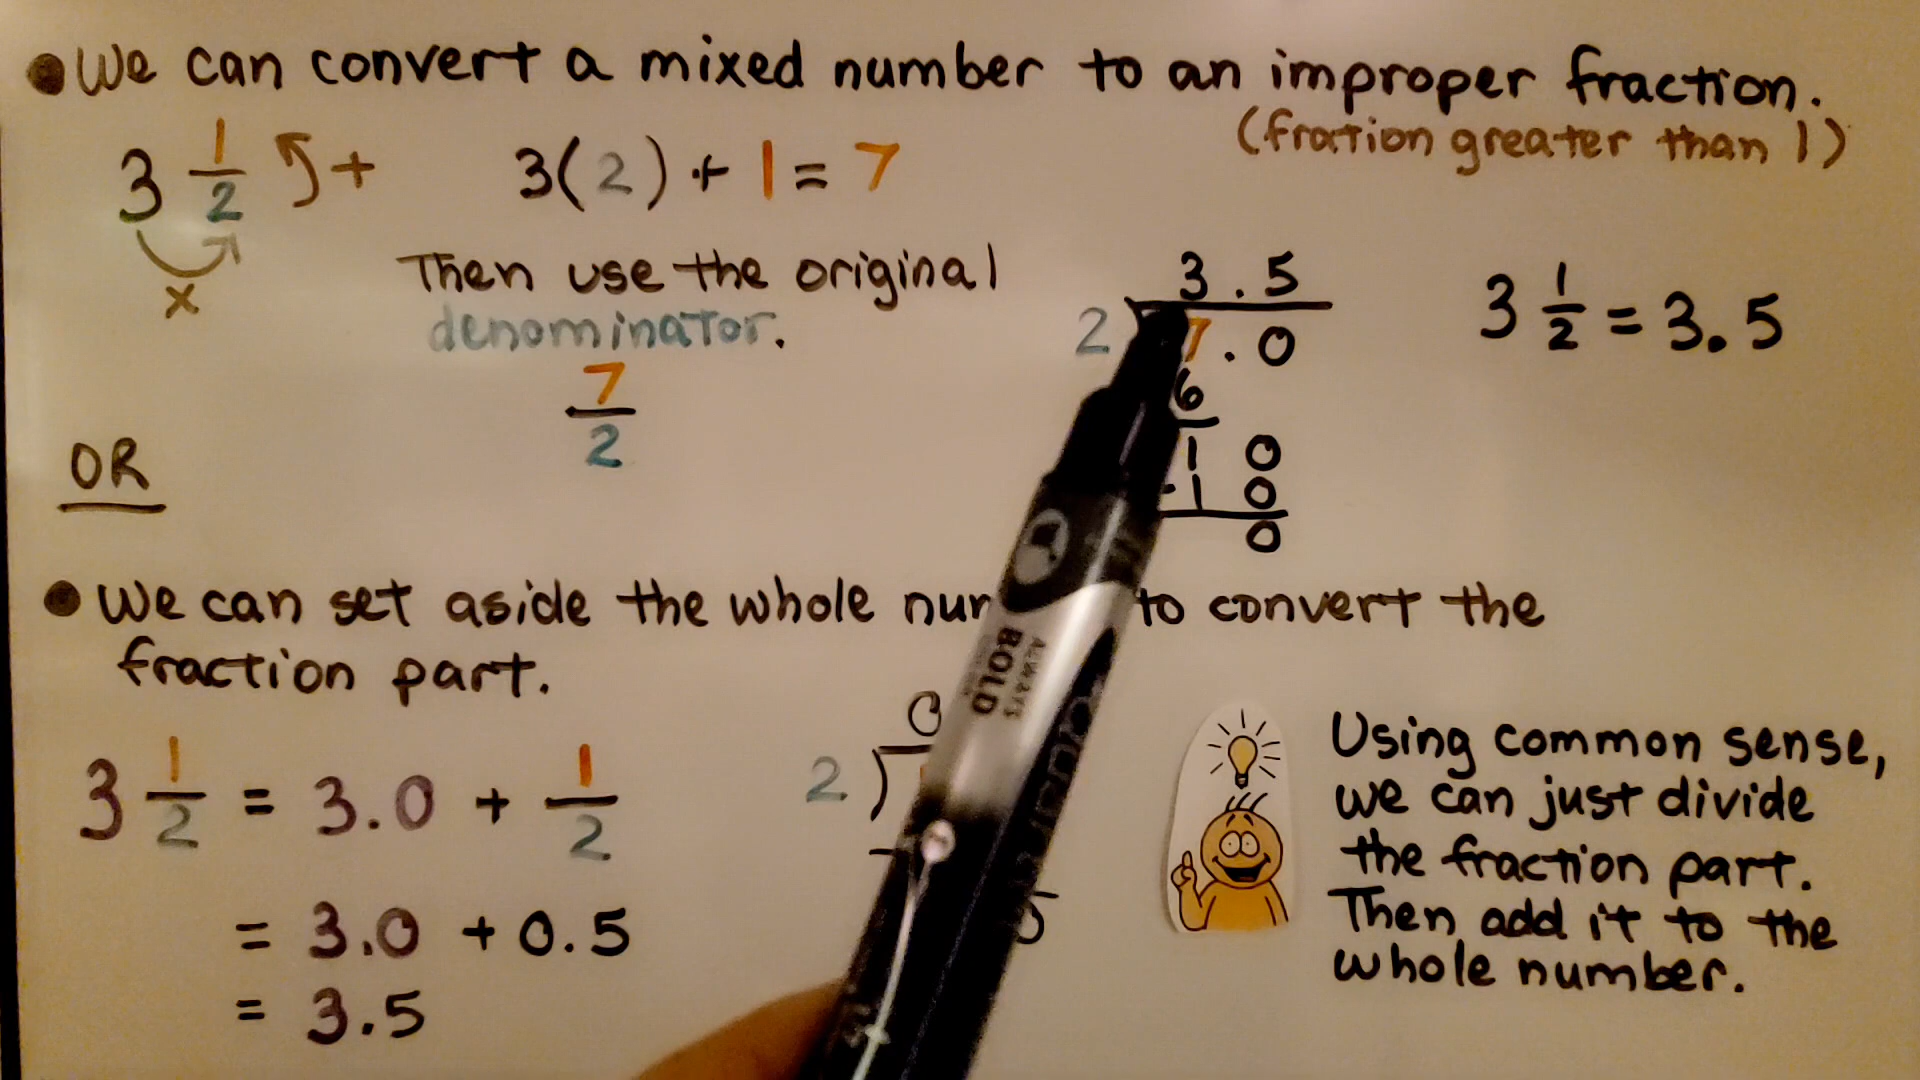 • We can convert a mixed number to an improper fraction.
(fration greater than 1)
3 1/2 + 3(2) + 1 = 7
x
Then use the original
denominator.
7/2
3.5
2 7.0
6
1 0
-1 0
0
3 1/2 = 3.5
OR
• We can set aside the whole to convert the
fraction part.
3 1/2 = 3.0 + 1/2
= 3.0 + 0.5
= 3.5
2
Using common sense,
we can just divide
the fraction part.
Then add it to the
whole number.
ALWAYS
BOLD